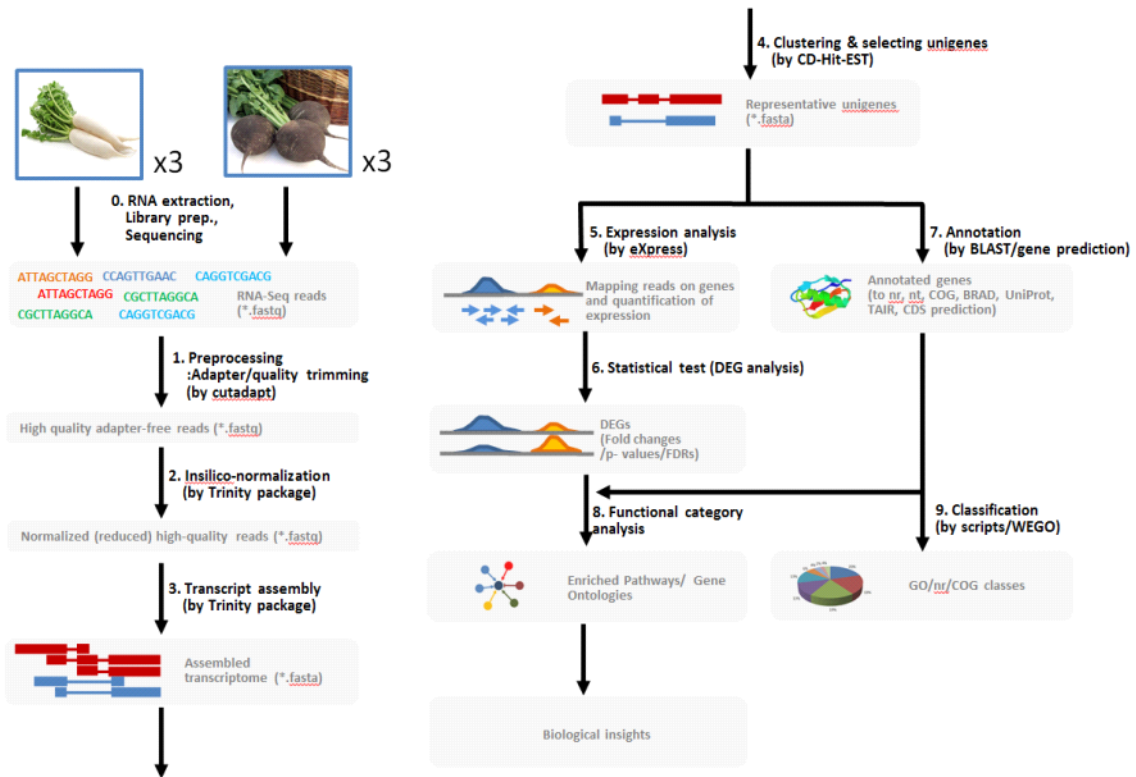 x3
x3
0. RNA extraction,
Library prep.,
Sequencing
ATTAGCTAGG CCAGTTGAAC CAGGTCGACG
ATTAGCTAGG CGCTTAGGCA
CGCTTAGGCA CAGGTCGACG
RNA-Seq reads
(*.fastq)
1. Preprocessing
:Adapter/quality trimming
(by cutadapt)
High quality adapter-free reads (*.fastq)
2. Insilico-normalization
(by Trinity package)
Normalized (reduced) high-quality reads (*.fastq)
3. Transcript assembly
(by Trinity package)
Assembled
transcriptome (*.fasta)
4. Clustering & selecting unigenes
(by CD-Hit-EST)
Representative unigenes
(*.fasta)
5. Expression analysis
(by eXpress)
Mapping reads on genes
and quantification of
expression
6. Statistical test (DEG analysis)
DEGs
(Fold changes
/p- values/FDRs)
8. Functional category
analysis
Enriched Pathways/ Gene
Ontologies
Biological insights
7. Annotation
(by BLAST/gene prediction)
Annotated genes
(to nr, nt, COG, BRAD, UniProt,
TAIR, CDS prediction)
9. Classification
(by scripts/WEGO)
GO/nr/COG classes